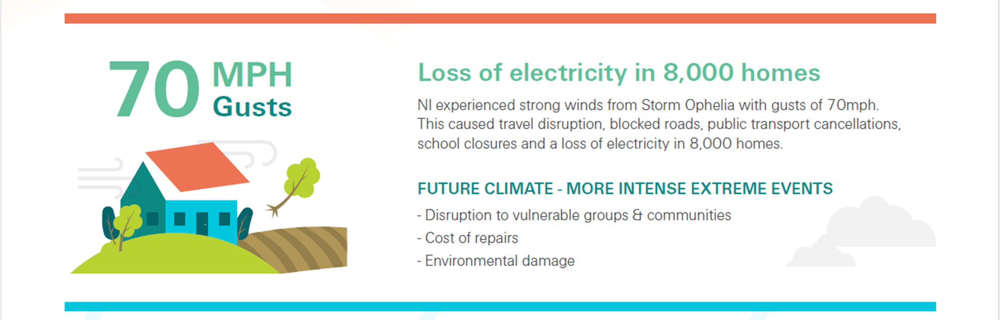 70 MPH
Gusts
Loss of electricity in 8,000 homes
NI experienced strong winds from Storm Ophelia with gusts of 70mph.
This caused travel disruption, blocked roads, public transport cancellations,
school closures and a loss of electricity in 8,000 homes.
FUTURE CLIMATE - MORE INTENSE EXTREME EVENTS
- Disruption to vulnerable groups & communities
- Cost of repairs
- Environmental damage